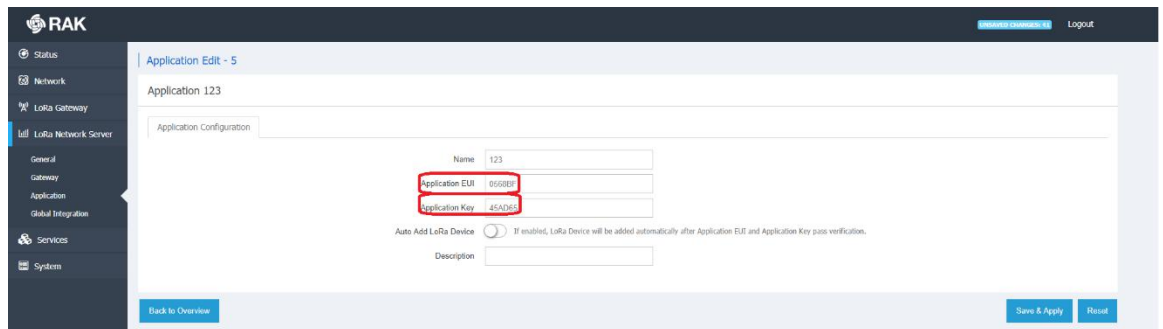 RAK
UNSAVED CHANGES: 43
Logout
Status
Network
LoRa Gateway
LoRa Network Server
General
Gateway
Application
Global Integration
Services
System
Application Edit - 5
Application 123
Application Configuration
Name 123
Application EUI 0668BF
Application Key 45AD65
Auto Add LoRa Device If enabled, LoRa Device will be added automatically after Application EUI and Application Key pass verification.
Description
Back to Overview
Save & Apply
Reset